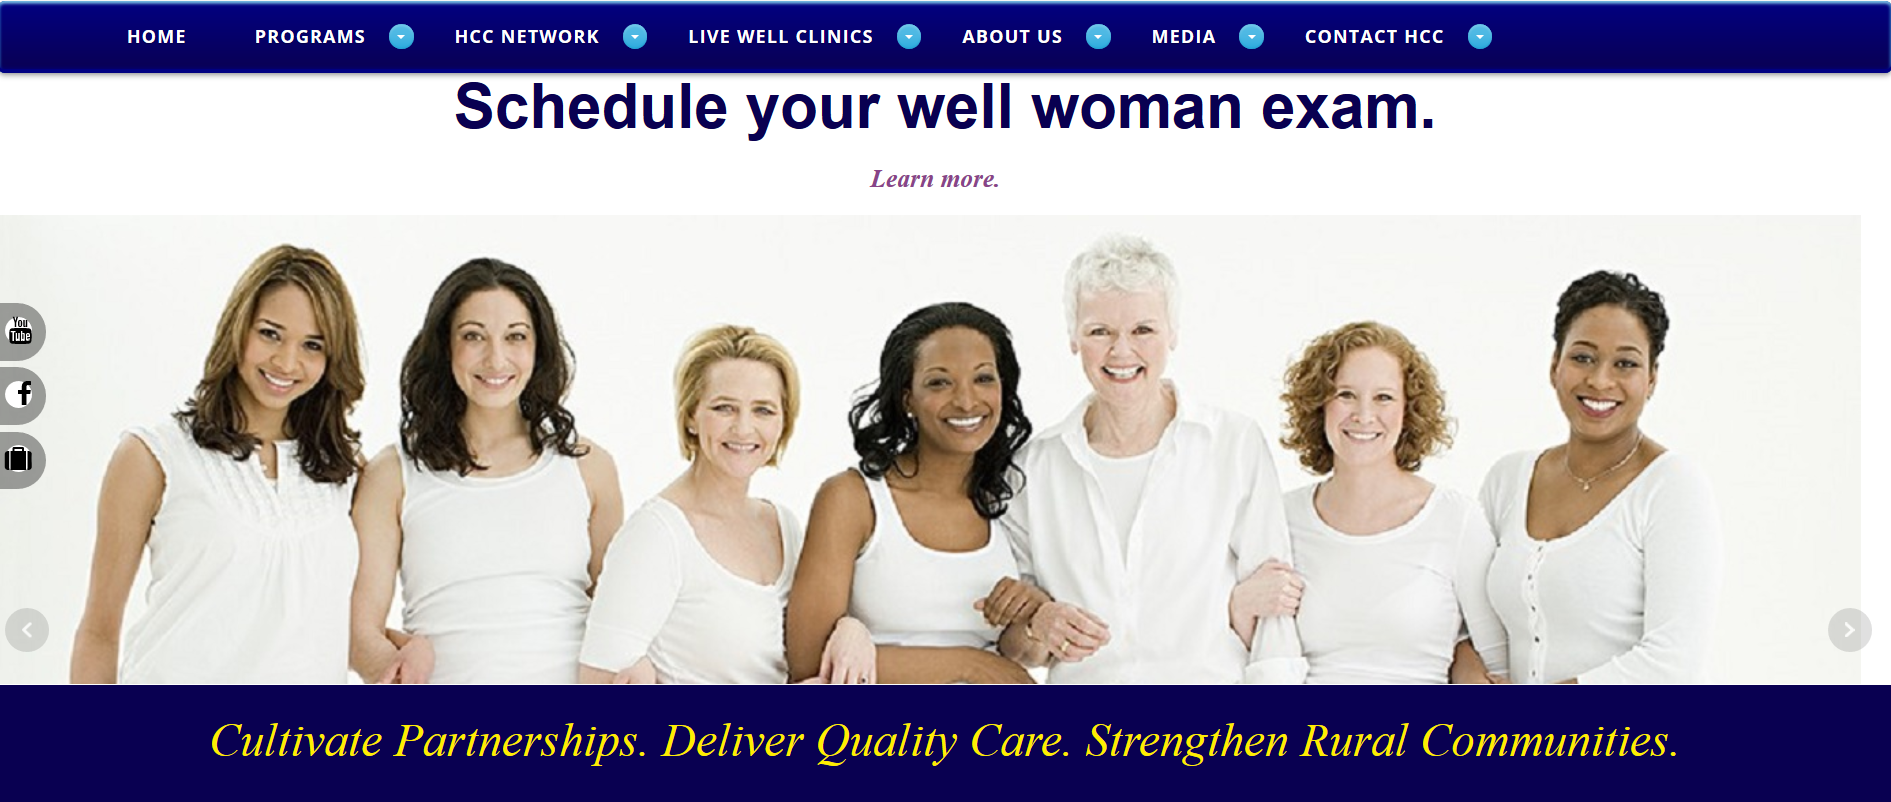 HOME PROGRAMS HCC NETWORK LIVE WELL CLINICS ABOUT US MEDIA CONTACT HCC
Schedule your well woman exam.
Learn more.
You
Tube
f
Cultivate Partnerships. Deliver Quality Care. Strengthen Rural Communities.